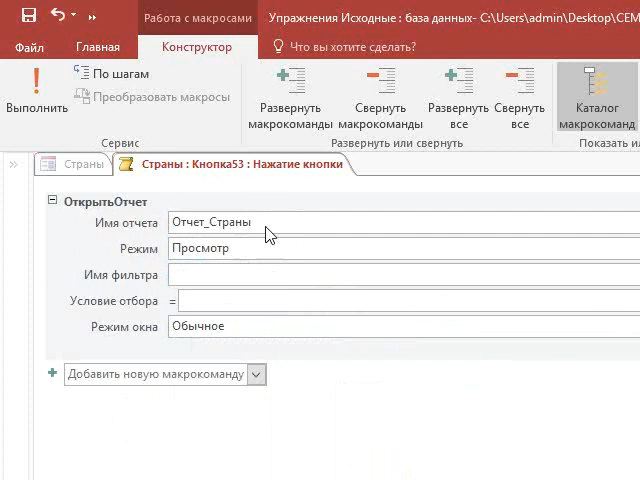 Работа с макросами
Упражнения Исходные : база данных- C:\Users\admin\Desktop\СЕМ
Файл
Главная
Конструктор
Что вы хотите сделать?
Выполнить
По шагам
Преобразовать макросы
Развернуть макрокоманды
Свернуть макрокоманды
Развернуть все
Свернуть все
Каталог макрокоманд
Сервис
Развернуть или свернуть
Показать ил
Страны
Страны : Кнопка53 : Нажатие кнопки
ОткрытьОтчет
Имя отчета Отчет_Страны
Режим Просмотр
Имя фильтра
Условие отбора =
Режим окна Обычное
Добавить новую макрокоманду